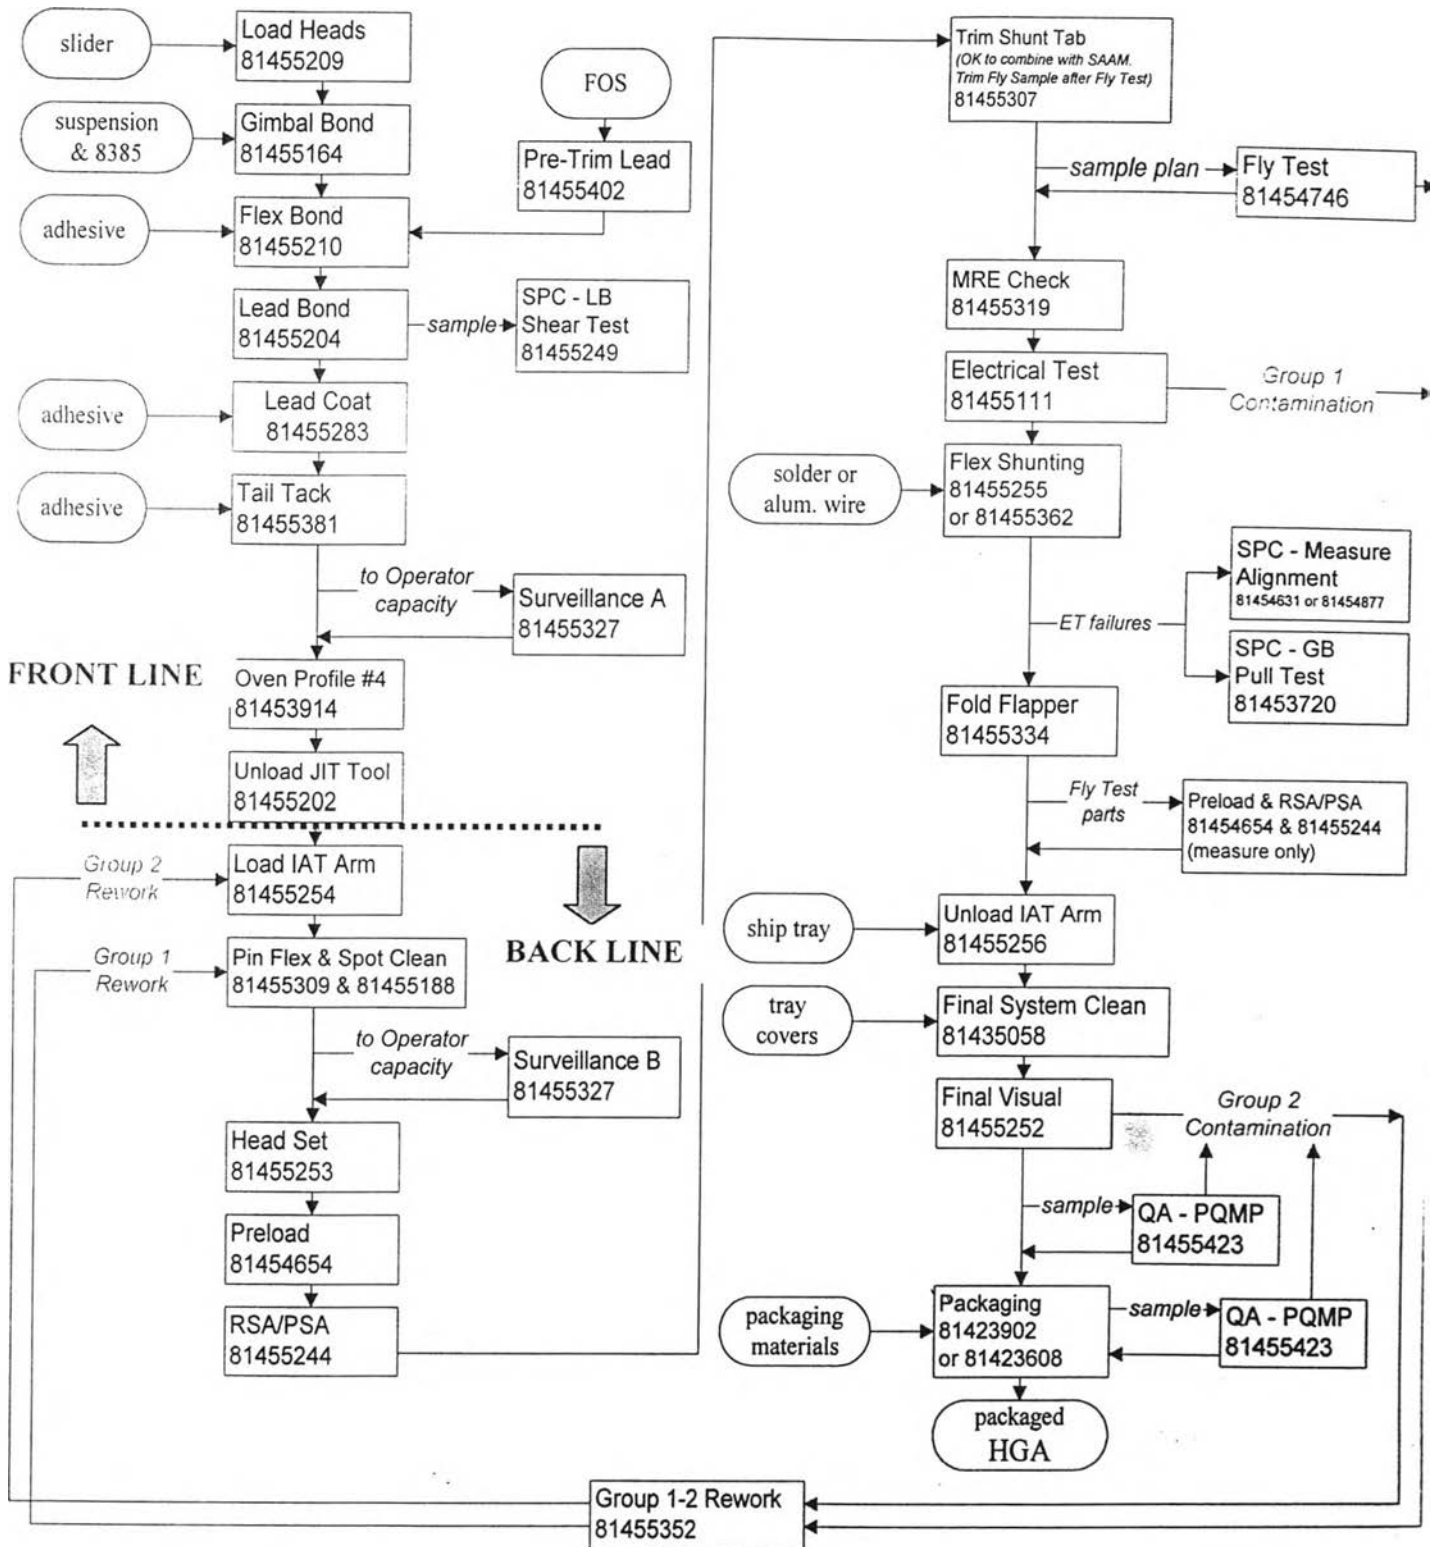 slider
Load Heads
81455209
suspension
& 8385
Gimbal Bond
81455164
FOS
Pre-Trim Lead
81455402
adhesive
Flex Bond
81455210
Lead Bond
81455204
sample
SPC - LB
Shear Test
81455249
adhesive
Lead Coat
81455283
adhesive
Tail Tack
81455381
to Operator
capacity
Surveillance A
81455327
FRONT LINE
Oven Profile #4
81453914
Unload JIT Tool
81455202
Group 2
Rework
Load IAT Arm
81455254
BACK LINE
Group 1
Rework
Pin Flex & Spot Clean
81455309 & 81455188
to Operator
capacity
Surveillance B
81455327
Head Set
81455253
Preload
81454654
RSA/PSA
81455244
Trim Shunt Tab
(OK to combine with SAAM.
Trim Fly Sample after Fly Test)
81455307
sample plan
Fly Test
81454746
MRE Check
81455319
Electrical Test
81455111
Group 1
Contamination
solder or
alum. wire
Flex Shunting
81455255
or 81455362
ET failures
SPC - Measure
Alignment
81454631 or 81454877
SPC - GB
Pull Test
81453720
Fold Flapper
81455334
Fly Test
parts
Preload & RSA/PSA
81454654 & 81455244
(measure only)
ship tray
Unload IAT Arm
81455256
tray
covers
Final System Clean
81435058
Final Visual
81455252
Group 2
Contamination
sample
QA - PQMP
81455423
packaging
materials
Packaging
81423902
or 81423608
sample
QA - PQMP
81455423
packaged
HGA
Group 1-2 Rework
81455352